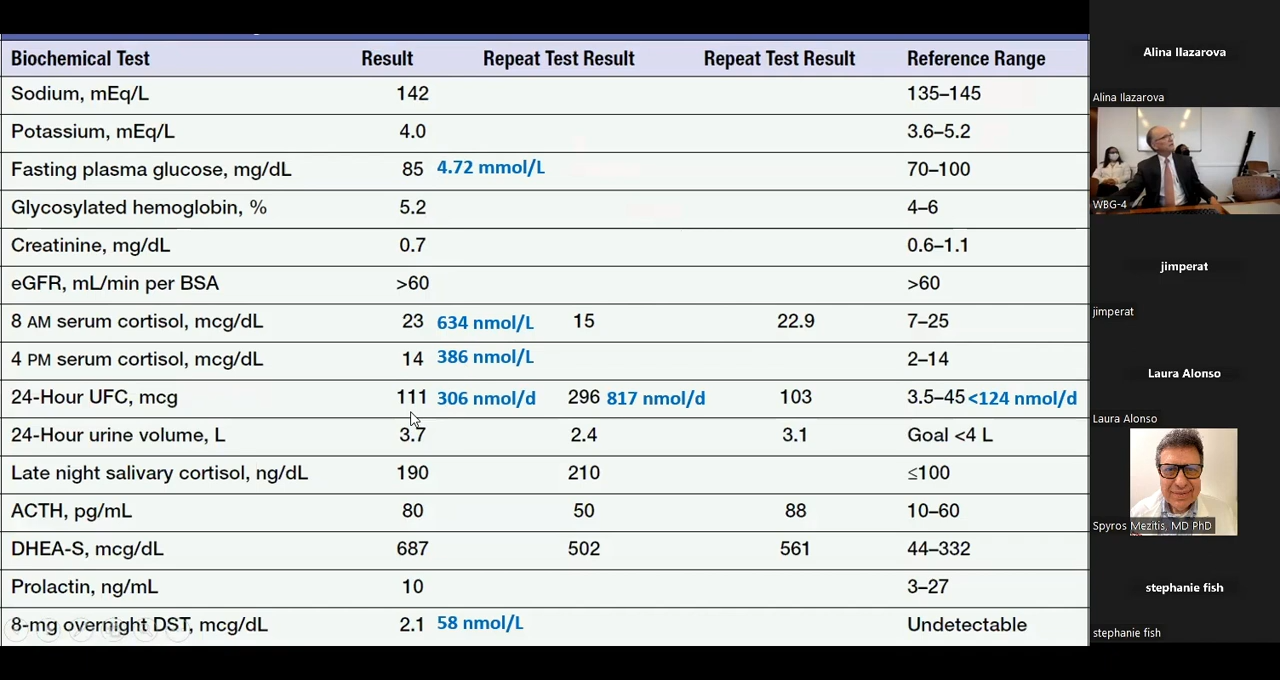 Biochemical Test Result Repeat Test Result Repeat Test Result Reference Range
Sodium, mEq/L 142 135–145
Potassium, mEq/L 4.0 3.6–5.2
Fasting plasma glucose, mg/dL 85 4.72 mmol/L 70–100
Glycosylated hemoglobin, % 5.2 4–6
Creatinine, mg/dL 0.7 0.6–1.1
eGFR, mL/min per BSA >60 >60
8 AM serum cortisol, mcg/dL 23 634 nmol/L 15 22.9 7–25
4 PM serum cortisol, mcg/dL 14 386 nmol/L 2–14
24-Hour UFC, mcg 111 306 nmol/d 296 817 nmol/d 103 3.5–45 <124 nmol/d
24-Hour urine volume, L 3.7 2.4 3.1 Goal <4 L
Late night salivary cortisol, ng/dL 190 210 ≤100
ACTH, pg/mL 80 50 88 10–60
DHEA-S, mcg/dL 687 502 561 44–332
Prolactin, ng/mL 10 3–27
8-mg overnight DST, mcg/dL 2.1 58 nmol/L Undetectable
Alina Ilazarova
Alina Ilazarova
WBG-4
jimperat
jimperat
Laura Alonso
Laura Alonso
Spyros Mezitis, MD PhD
stephanie fish
stephanie fish